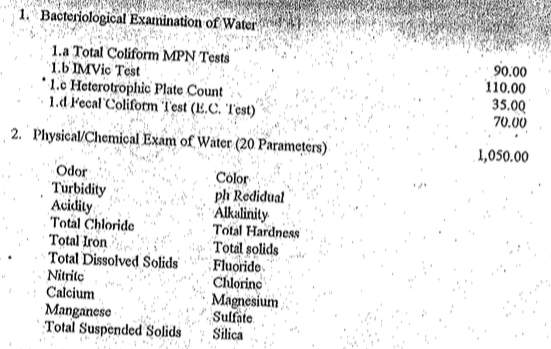 1. Bacteriological Examination of Water
1.a Total Coliform MPN Tests 90.00
1.b IMVic Test 110.00
1.c Heterotrophic Plate Count 35.00
1.d Fecal Coliform Test (E.C. Test) 70.00
2. Physical/Chemical Exam of Water (20 Parameters) 1,050.00
Odor Color
Turbidity ph Redidual
Acidity Alkalinity
Total Chloride Total Hardness
Total Iron Total solids
Total Dissolved Solids Fluoride
Nitrite Chlorine
Calcium Magnesium
Manganese Sulfate
Total Suspended Solids Silica